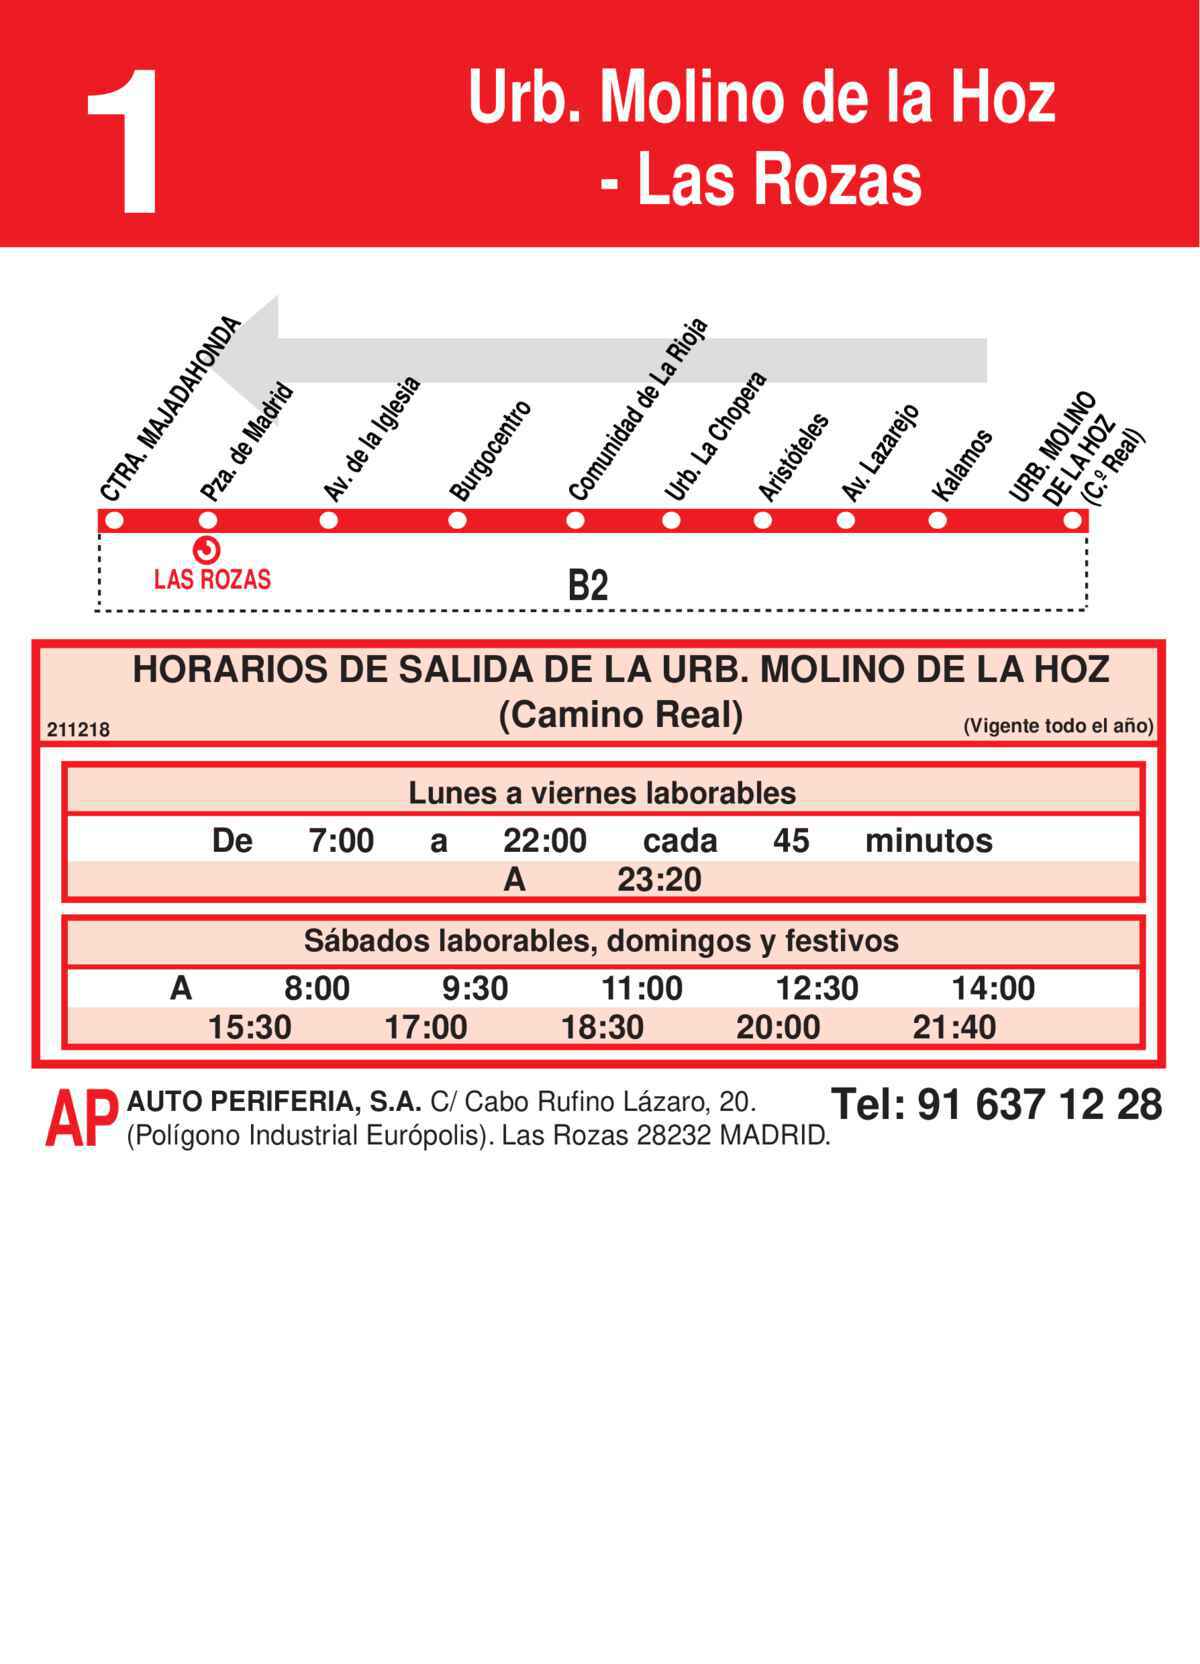 1
Urb. Molino de la Hoz
- Las Rozas
CTRA. MAJADAHONDA
Pza. de Madrid
Av. de la Iglesia
Burgocentro
Comunidad de La Rioja
Urb. La Chopera
Aristóteles
Av. Lazarejo
Kalamos
URB. MOLINO
DE LA HOZ
(C.º Real)
LAS ROZAS
B2
HORARIOS DE SALIDA DE LA URB. MOLINO DE LA HOZ
(Camino Real)
211218
(Vigente todo el año)
Lunes a viernes laborables
De 7:00 a 22:00 cada 45 minutos
A 23:20
Sábados laborables, domingos y festivos
A 8:00 9:30 11:00 12:30 14:00
15:30 17:00 18:30 20:00 21:40
AP
AUTO PERIFERIA, S.A. C/ Cabo Rufino Lázaro, 20.
(Polígono Industrial Európolis). Las Rozas 28232 MADRID.
Tel: 91 637 12 28